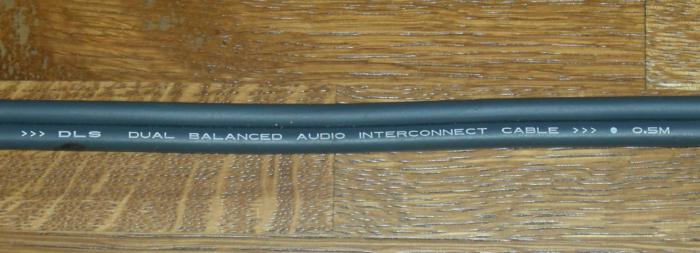 >>> DLS DUAL BALANCED AUDIO INTERCONNECT CABLE >>> ● 0.5M